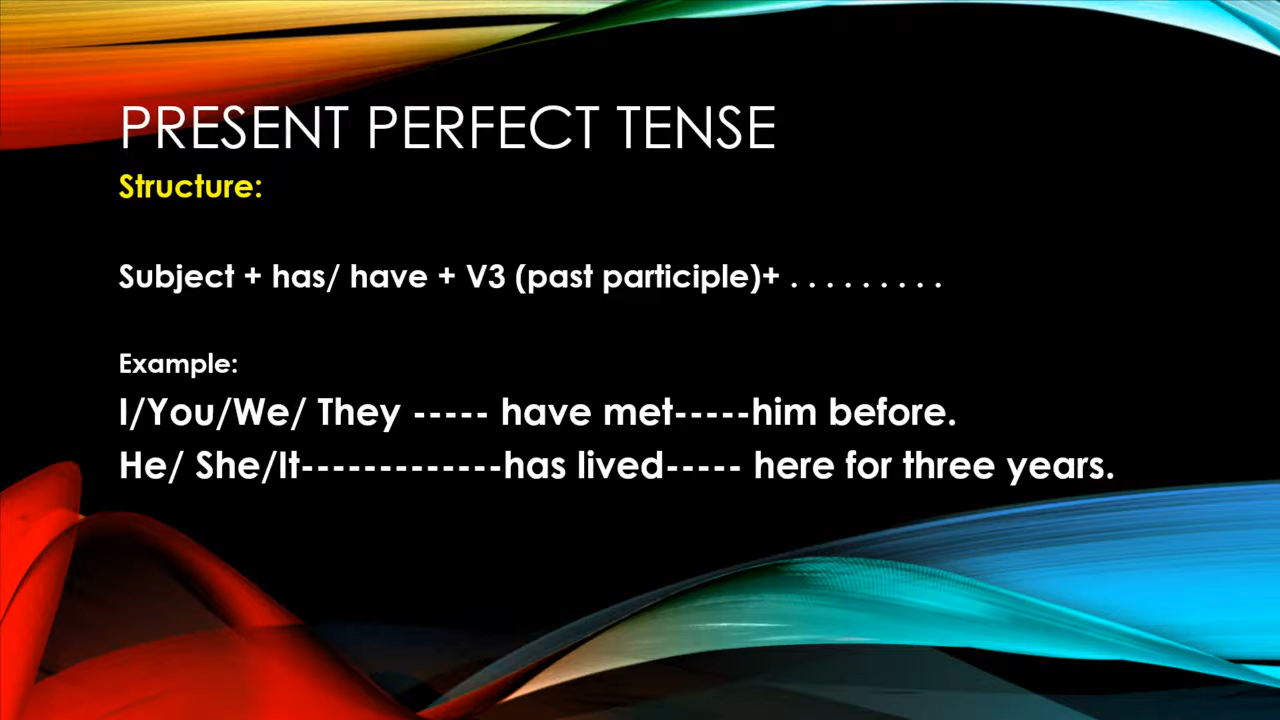 PRESENT PERFECT TENSE
Structure:
Subject + has/ have + V3 (past participle)+ . . . . . . . . .
Example:
I/You/We/ They ----- have met-----him before.
He/ She/It-------------has lived----- here for three years.